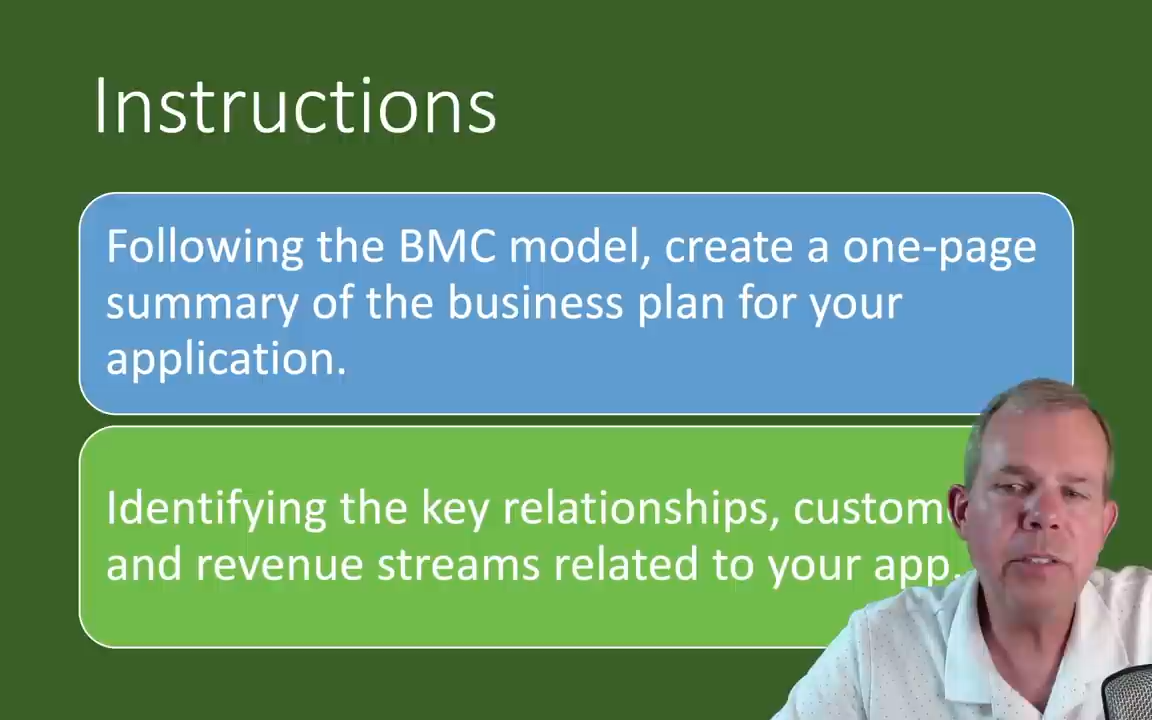 Instructions
Following the BMC model, create a one-page
summary of the business plan for your
application.
Identifying the key relationships,
and revenue streams related to your app.